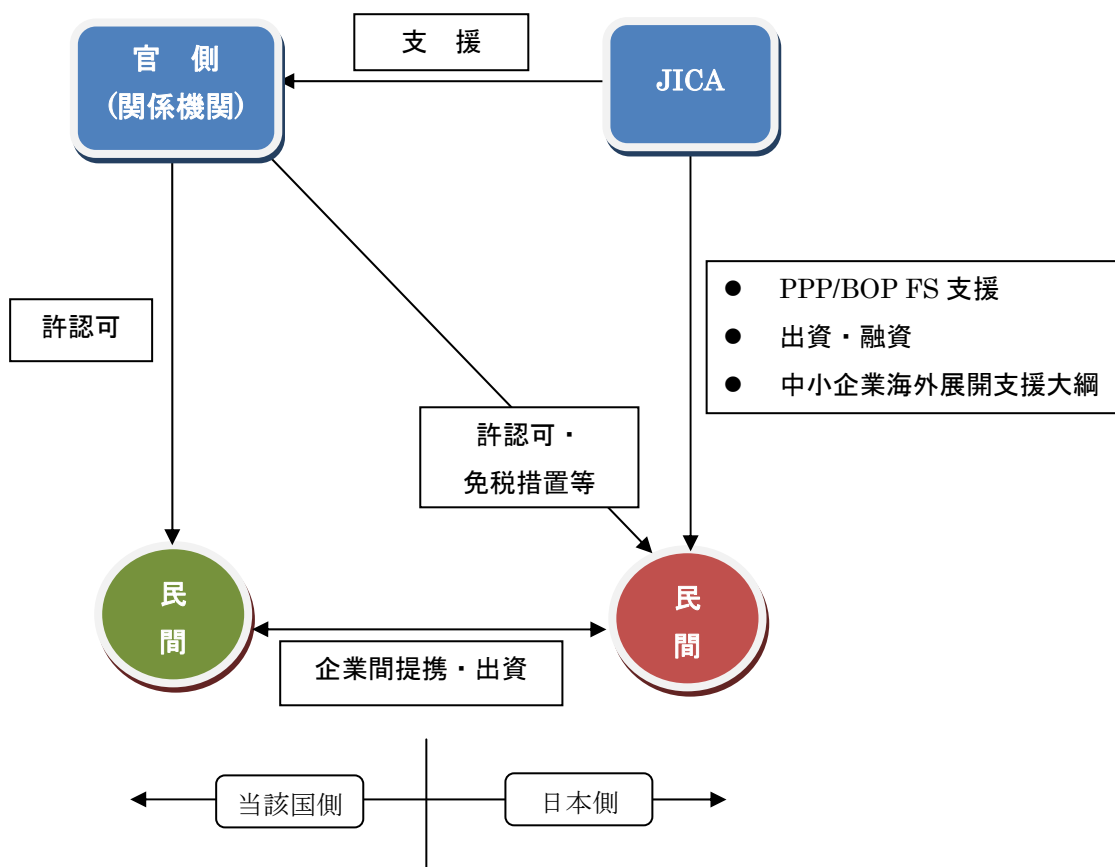 支 援
官 側
(関係機関)
JICA
許認可
● PPP/BOP FS 支援
● 出資・融資
● 中小企業海外展開支援大綱
許認可・
免税措置等
民
間
民
間
企業間提携・出資
当該国側
日本側